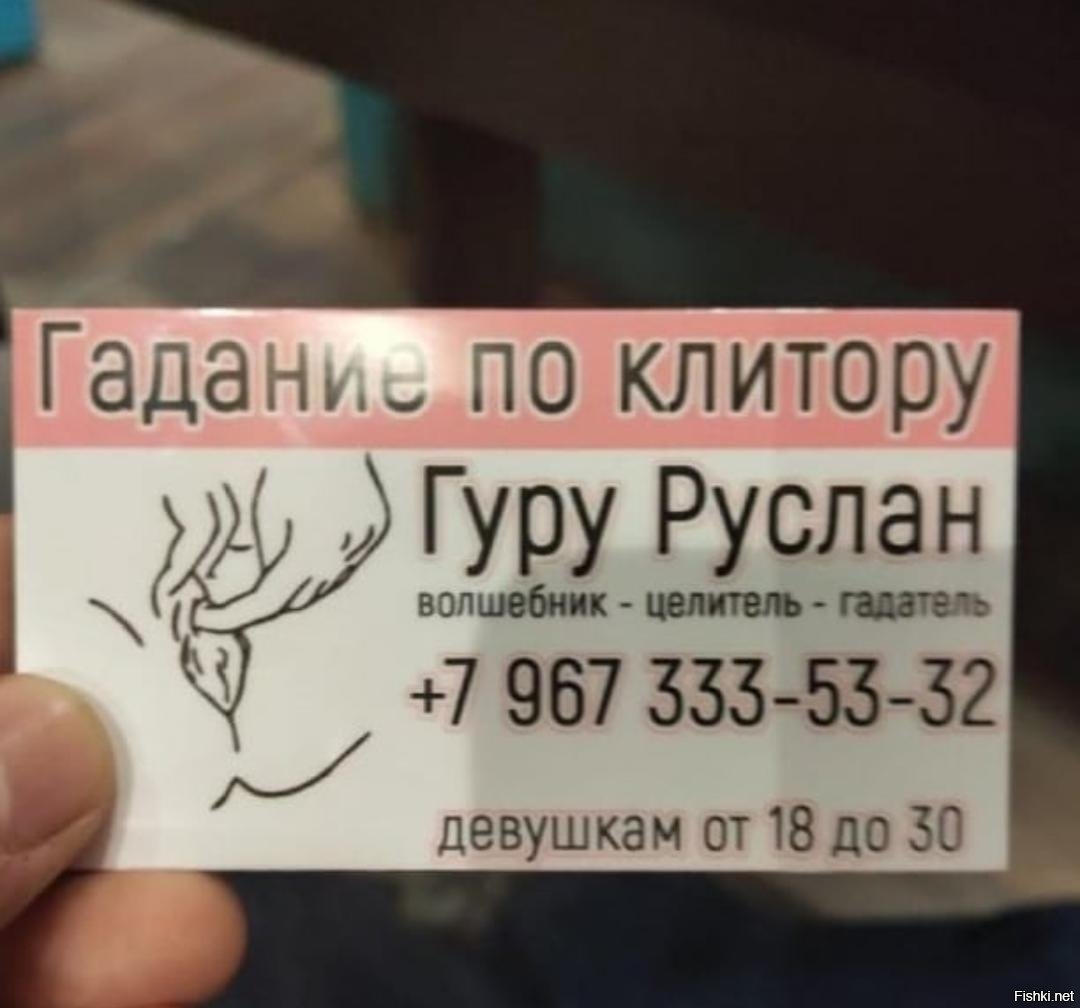 Гадание по клитору
Гуру Руслан
волшебник - целитель - гадатель
+7 967 333-53-32
девушкам от 18 до 30
Fishki.net